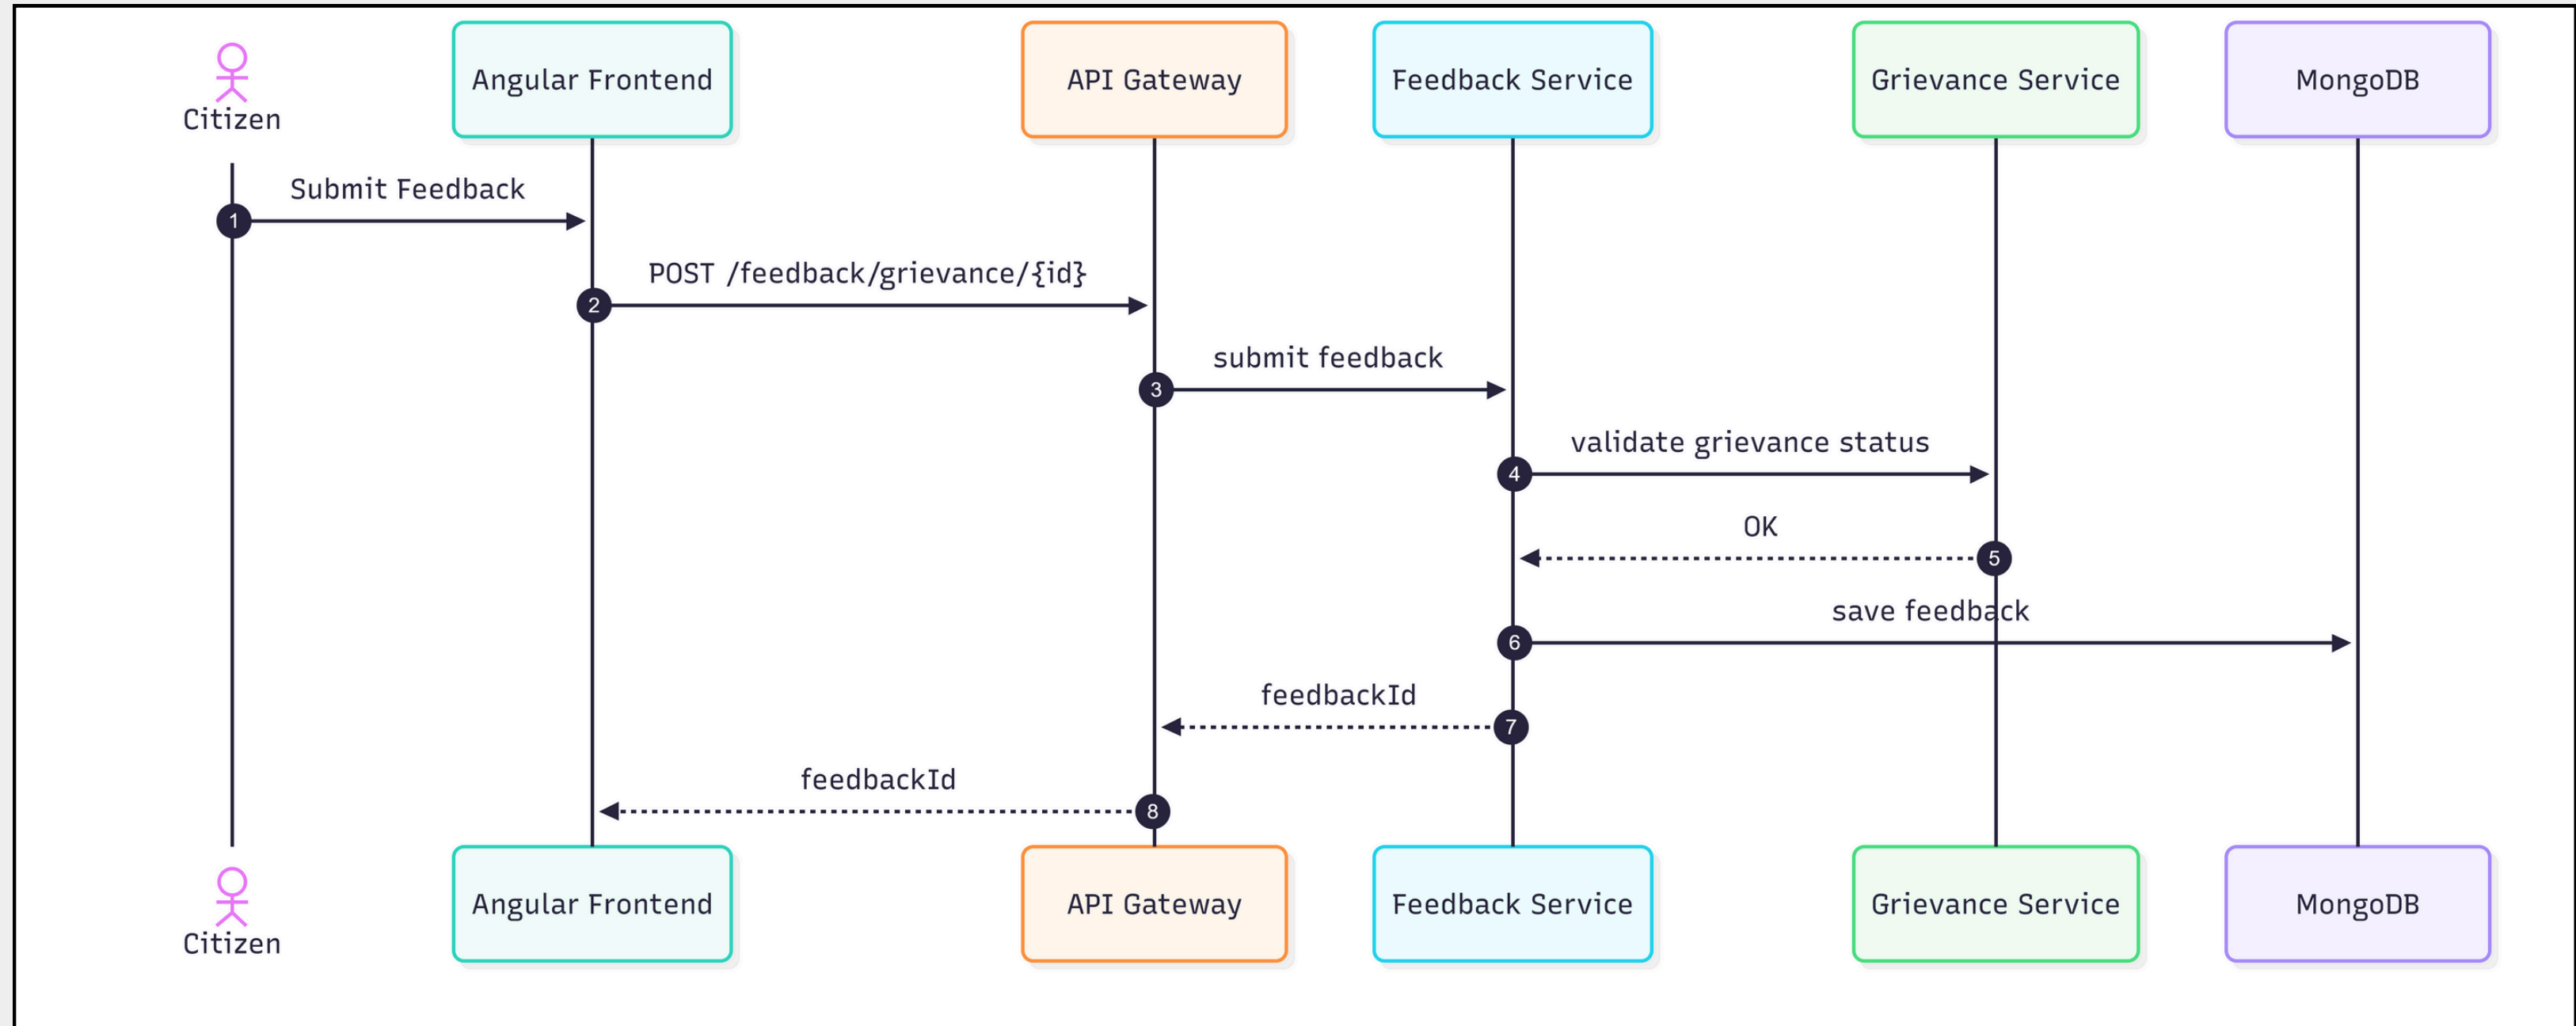 Citizen
Angular Frontend
API Gateway
Feedback Service
Grievance Service
MongoDB
1
Submit Feedback
2
POST /feedback/grievance/{id}
3
submit feedback
4
validate grievance status
5
OK
6
save feedback
7
feedbackId
8
feedbackId
Citizen
Angular Frontend
API Gateway
Feedback Service
Grievance Service
MongoDB